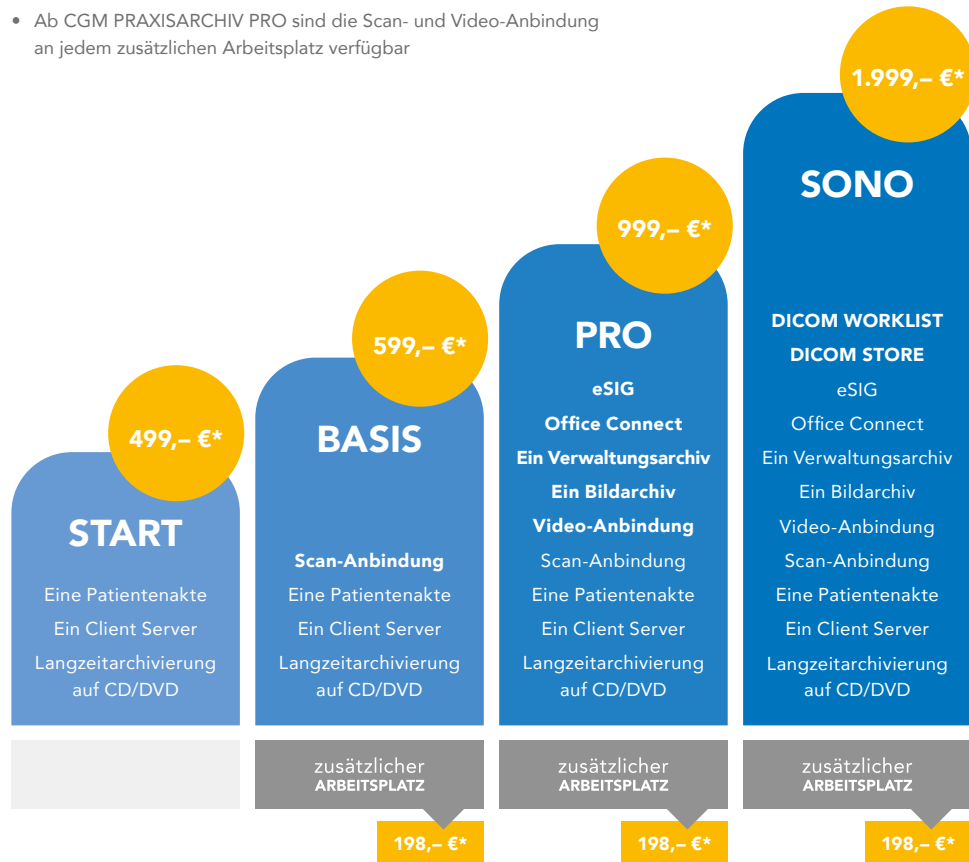 • Ab CGM PRAXISARCHIV PRO sind die Scan- und Video-Anbindung
an jedem zusätzlichen Arbeitsplatz verfügbar
499,– €*
START
Eine Patientenakte
Ein Client Server
Langzeitarchivierung
auf CD/DVD
599,– €*
BASIS
Scan-Anbindung
Eine Patientenakte
Ein Client Server
Langzeitarchivierung
auf CD/DVD
zusätzlicher
ARBEITSPLATZ
198,– €*
999,– €*
PRO
eSIG
Office Connect
Ein Verwaltungsarchiv
Ein Bildarchiv
Video-Anbindung
Scan-Anbindung
Eine Patientenakte
Ein Client Server
Langzeitarchivierung
auf CD/DVD
zusätzlicher
ARBEITSPLATZ
198,– €*
1.999,– €*
SONO
DICOM WORKLIST
DICOM STORE
eSIG
Office Connect
Ein Verwaltungsarchiv
Ein Bildarchiv
Video-Anbindung
Scan-Anbindung
Eine Patientenakte
Ein Client Server
Langzeitarchivierung
auf CD/DVD
zusätzlicher
ARBEITSPLATZ
198,– €*